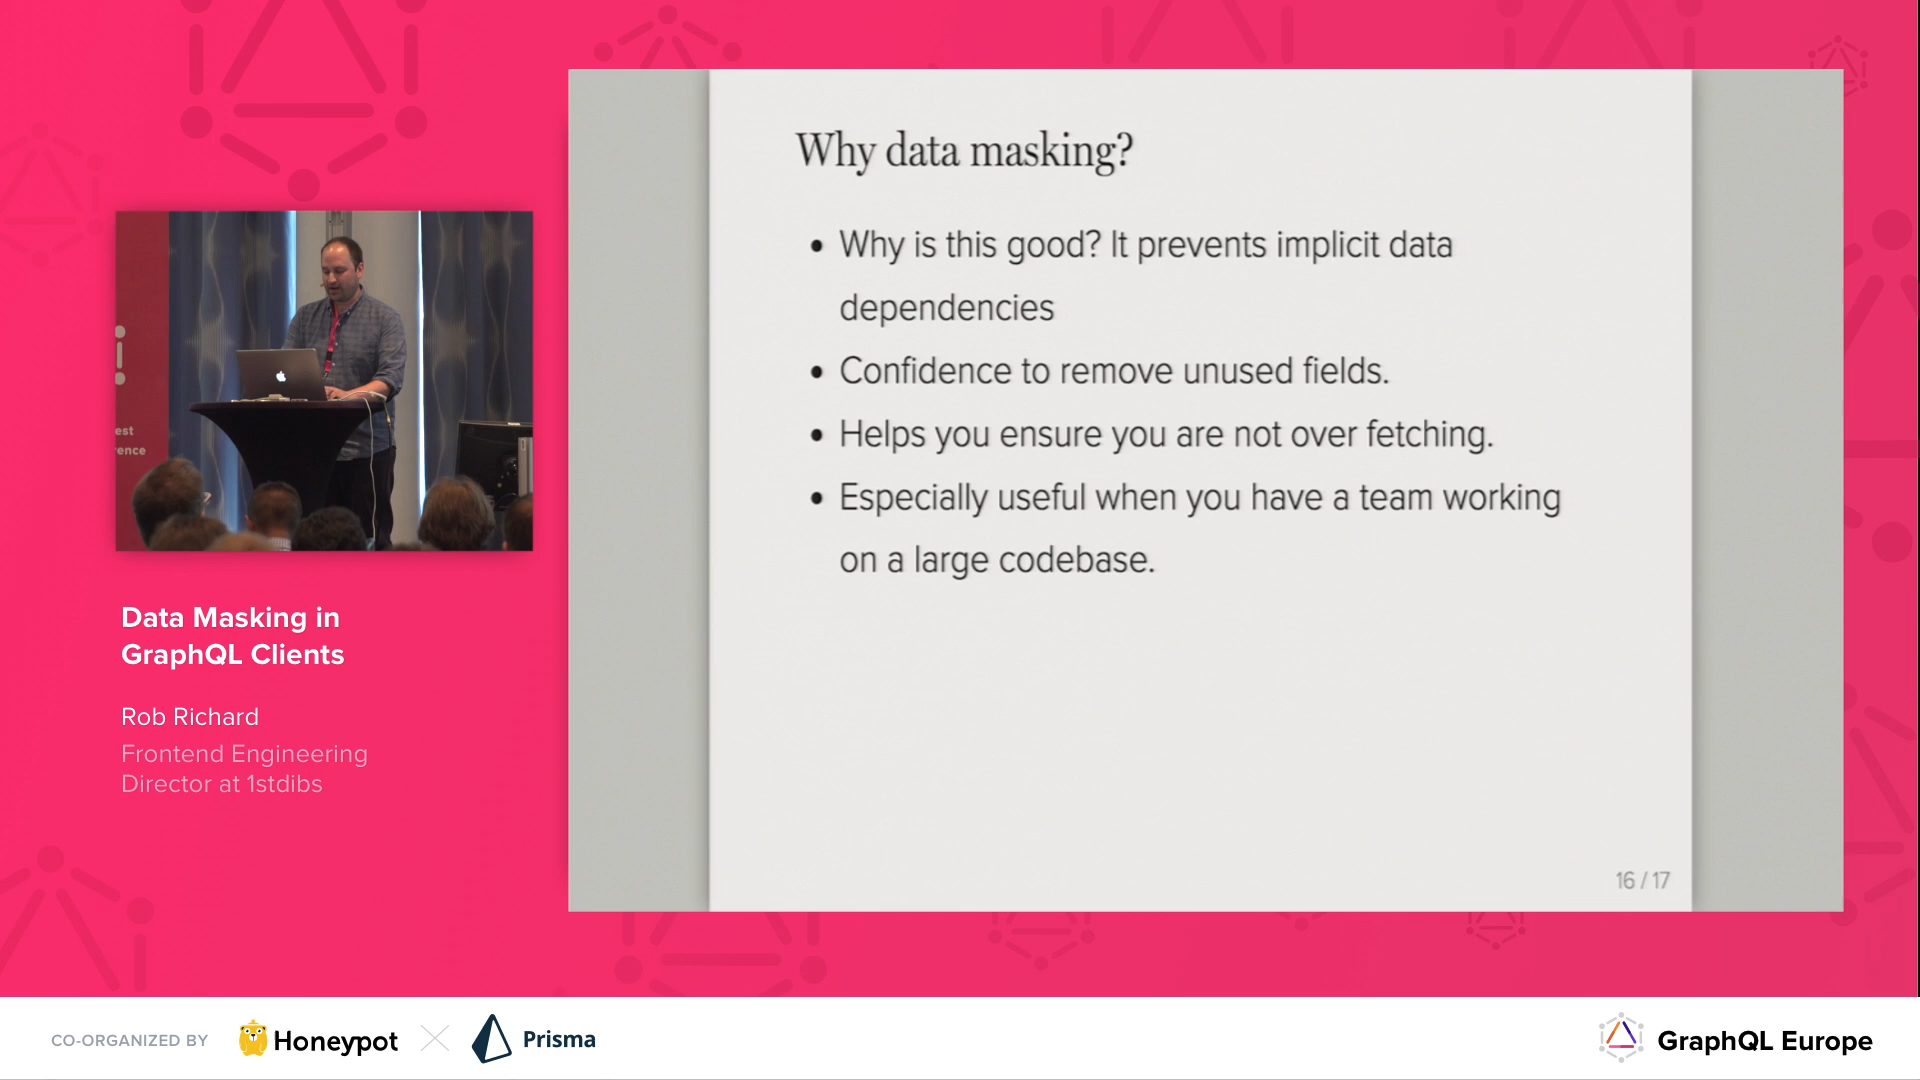 Why data masking?
• Why is this good? It prevents implicit data
dependencies
• Confidence to remove unused fields.
• Helps you ensure you are not over fetching.
• Especially useful when you have a team working
on a large codebase.
16 / 17
est
ence
Data Masking in
GraphQL Clients
Rob Richard
Frontend Engineering
Director at 1stdibs
CO-ORGANIZED BY
Honeypot
Prisma
GraphQL Europe